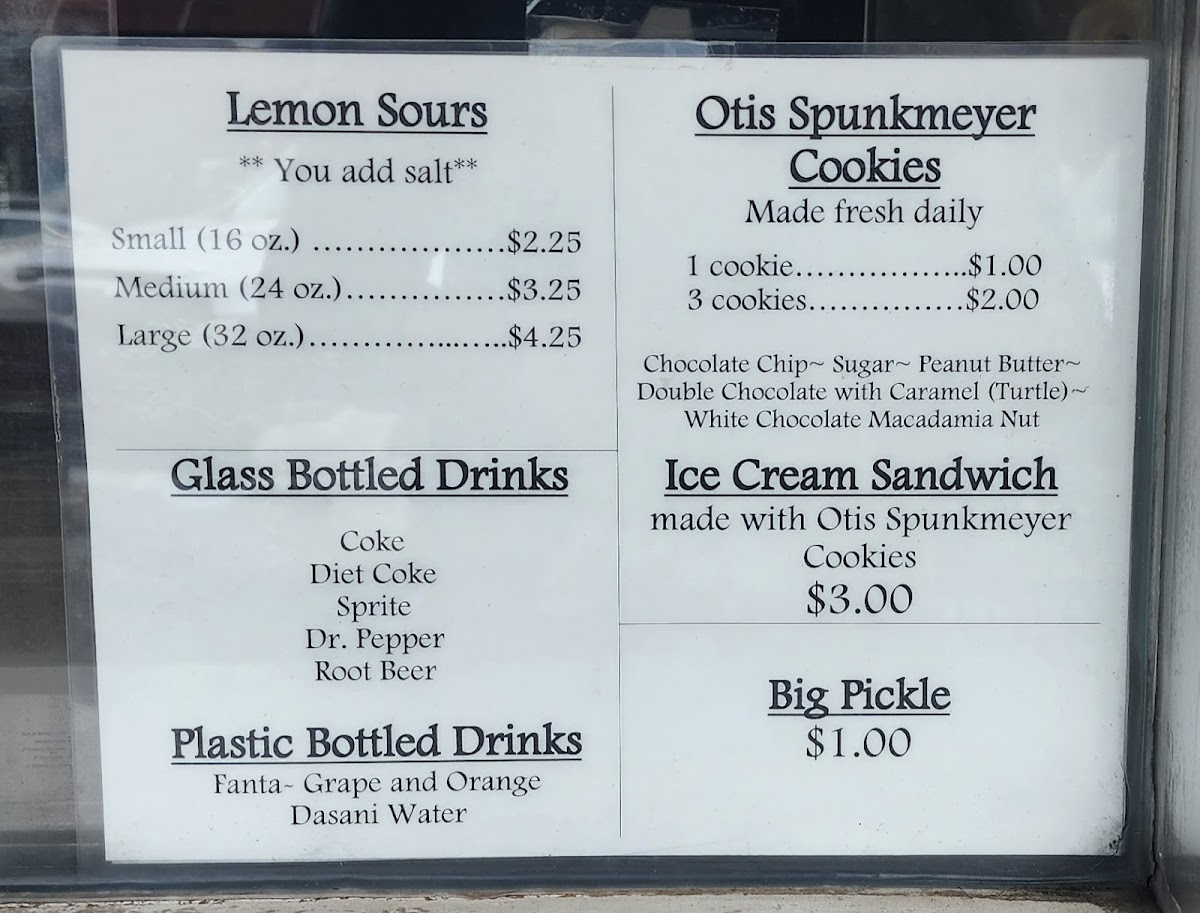 Lemon Sours
** You add salt**
Small (16 oz.) ..................$2.25
Medium (24 oz.)...............$3.25
Large (32 oz.)......................$4.25
Glass Bottled Drinks
Coke
Diet Coke
Sprite
Dr. Pepper
Root Beer
Plastic Bottled Drinks
Fanta~ Grape and Orange
Dasani Water
Otis Spunkmeyer
Cookies
Made fresh daily
1 cookie.................$1.00
3 cookies...............$2.00
Chocolate Chip~ Sugar~ Peanut Butter~
Double Chocolate with Caramel (Turtle)~
White Chocolate Macadamia Nut
Ice Cream Sandwich
made with Otis Spunkmeyer
Cookies
$3.00
Big Pickle
$1.00